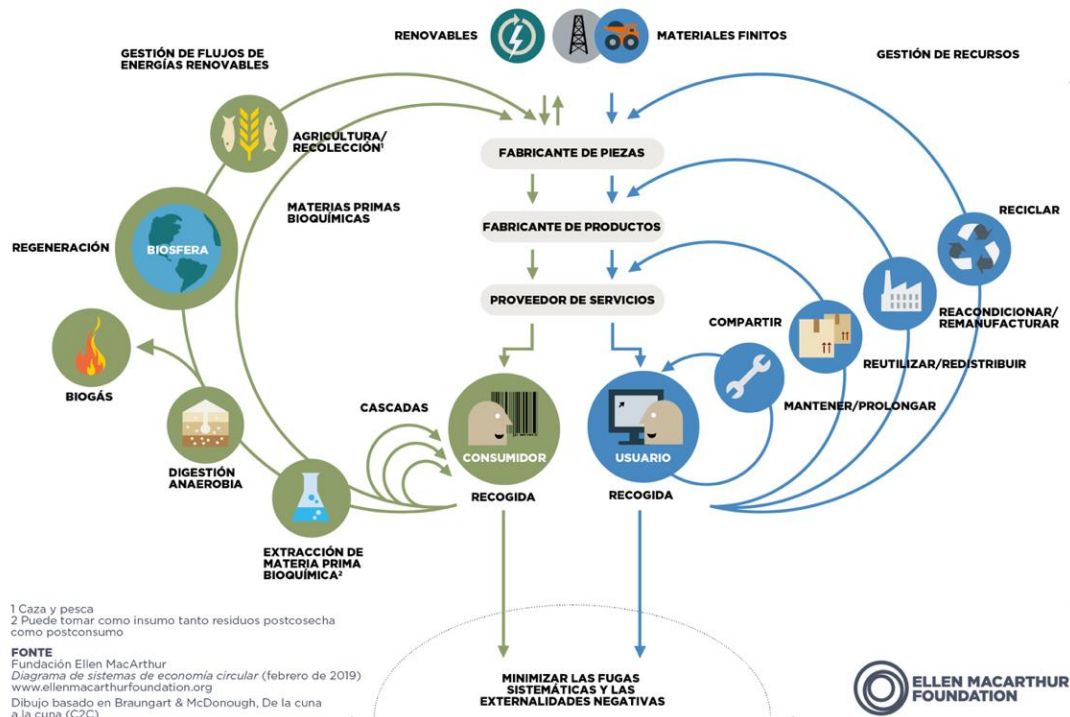 RENOVABLES
MATERIALES FINITOS
GESTIÓN DE FLUJOS DE
ENERGÍAS RENOVABLES
GESTIÓN DE RECURSOS
AGRICULTURA/
RECOLECCIÓN¹
FABRICANTE DE PIEZAS
MATERIAS PRIMAS
BIOQUÍMICAS
RECICLAR
FABRICANTE DE PRODUCTOS
REGENERACIÓN
BIOSFERA
PROVEEDOR DE SERVICIOS
REACONDICIONAR/
REMANUFACTURAR
COMPARTIR
REUTILIZAR/REDISTRIBUIR
BIOGÁS
MANTENER/PROLONGAR
CASCADAS
CONSUMIDOR
USUARIO
DIGESTIÓN
ANAEROBIA
RECOGIDA
RECOGIDA
EXTRACCIÓN DE
MATERIA PRIMA
BIOQUÍMICA²
1 Caza y pesca
2 Puede tomar como insumo tanto residuos postcosecha
como postconsumo
FONTE
Fundación Ellen MacArthur
Diagrama de sistemas de economía circular (febrero de 2019)
www.ellenmacarthurfoundation.org
Dibujo basado en Braungart & McDonough, De la cuna
a la cuna (C2C)
MINIMIZAR LAS FUGAS
SISTEMÁTICAS Y LAS
EXTERNALIDADES NEGATIVAS
ELLEN MACARTHUR
FOUNDATION